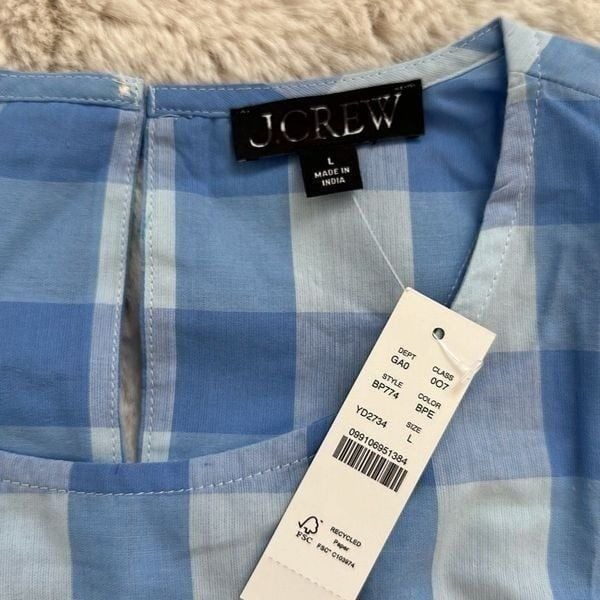 J.CREW
L
MADE IN
INDIA
DEPT CLASS
GA0 007
STYLE COLOR
BP774 BPE
SIZE
YD2734 L
099106951384
FSC
RECYCLED
Paper
FSC® C103974